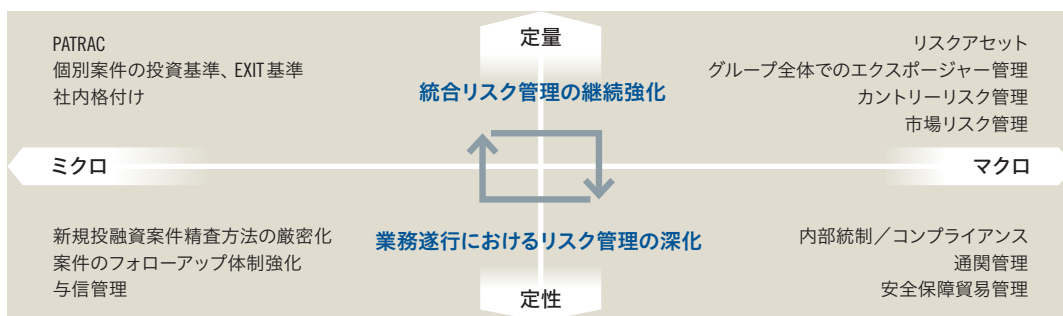 定量
PATRAC
個別案件の投資基準、EXIT基準
社内格付け
統合リスク管理の継続強化
リスクアセット
グループ全体でのエクスポージャー管理
カントリーリスク管理
市場リスク管理
ミクロ
マクロ
新規投融資案件精査方法の厳密化
案件のフォローアップ体制強化
与信管理
業務遂行におけるリスク管理の深化
内部統制／コンプライアンス
通関管理
安全保障貿易管理
定性